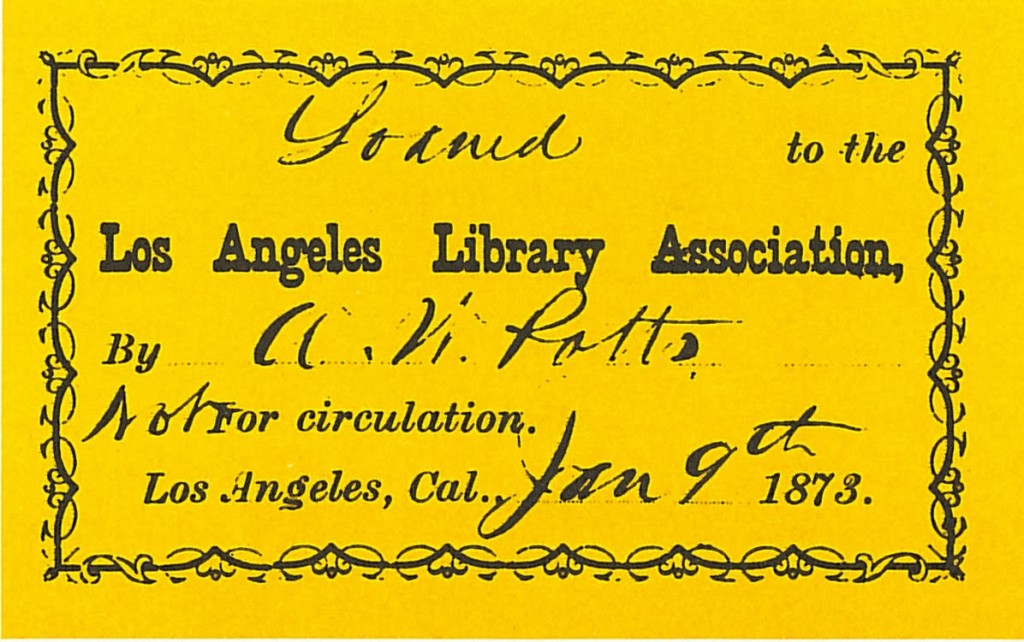 Loaned to the
Los Angeles Library Association,
By A. W. Potts
Not For circulation.
Los Angeles, Cal., Jan 9th 1873.